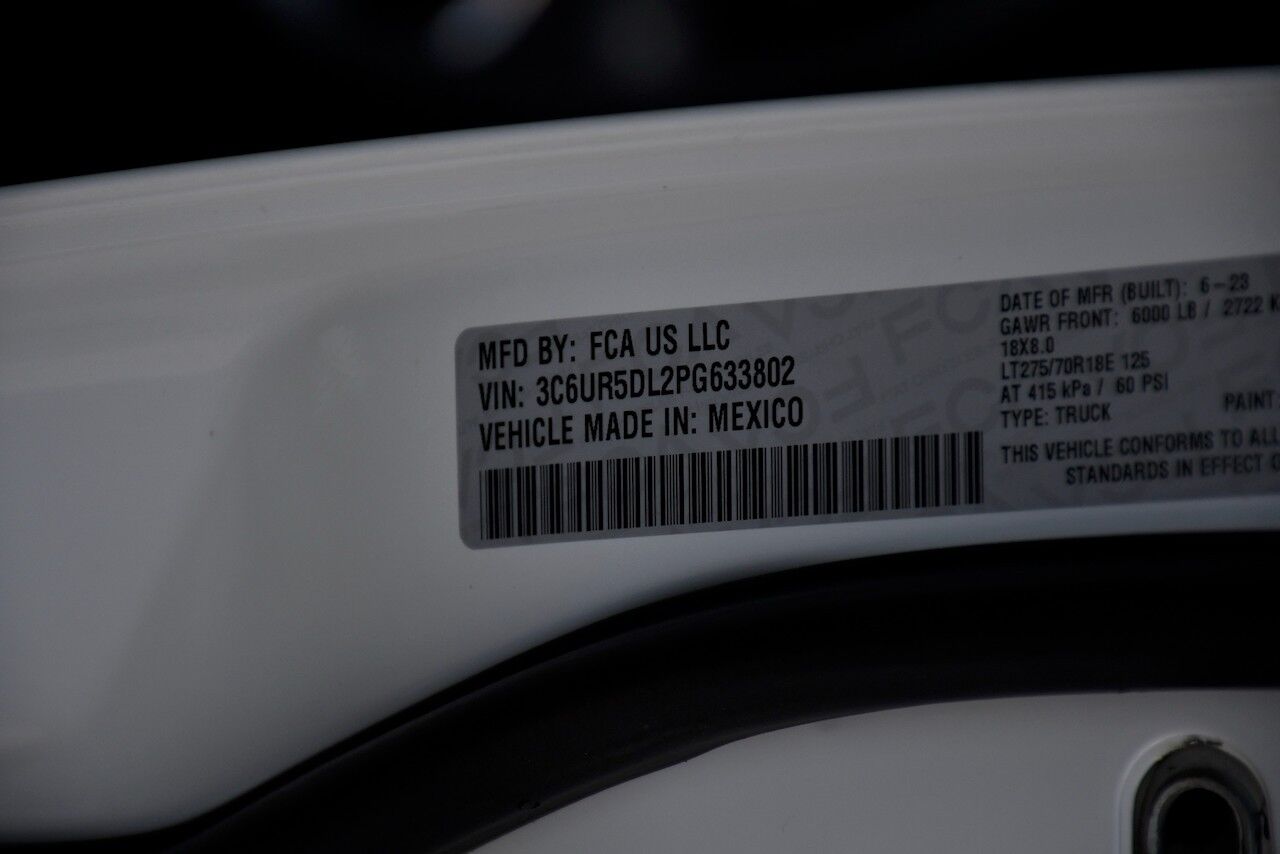 MFD BY: FCA US LLC
VIN: 3C6UR5DL2PG633802
VEHICLE MADE IN: MEXICO
DATE OF MFR (BUILT): 6-23
GAWR FRONT: 6000 LB / 2722 K
18X8.0
LT275/70R18E 125
AT 415 kPa / 60 PSI
TYPE: TRUCK
PAINT:
THIS VEHICLE CONFORMS TO ALL
STANDARDS IN EFFECT